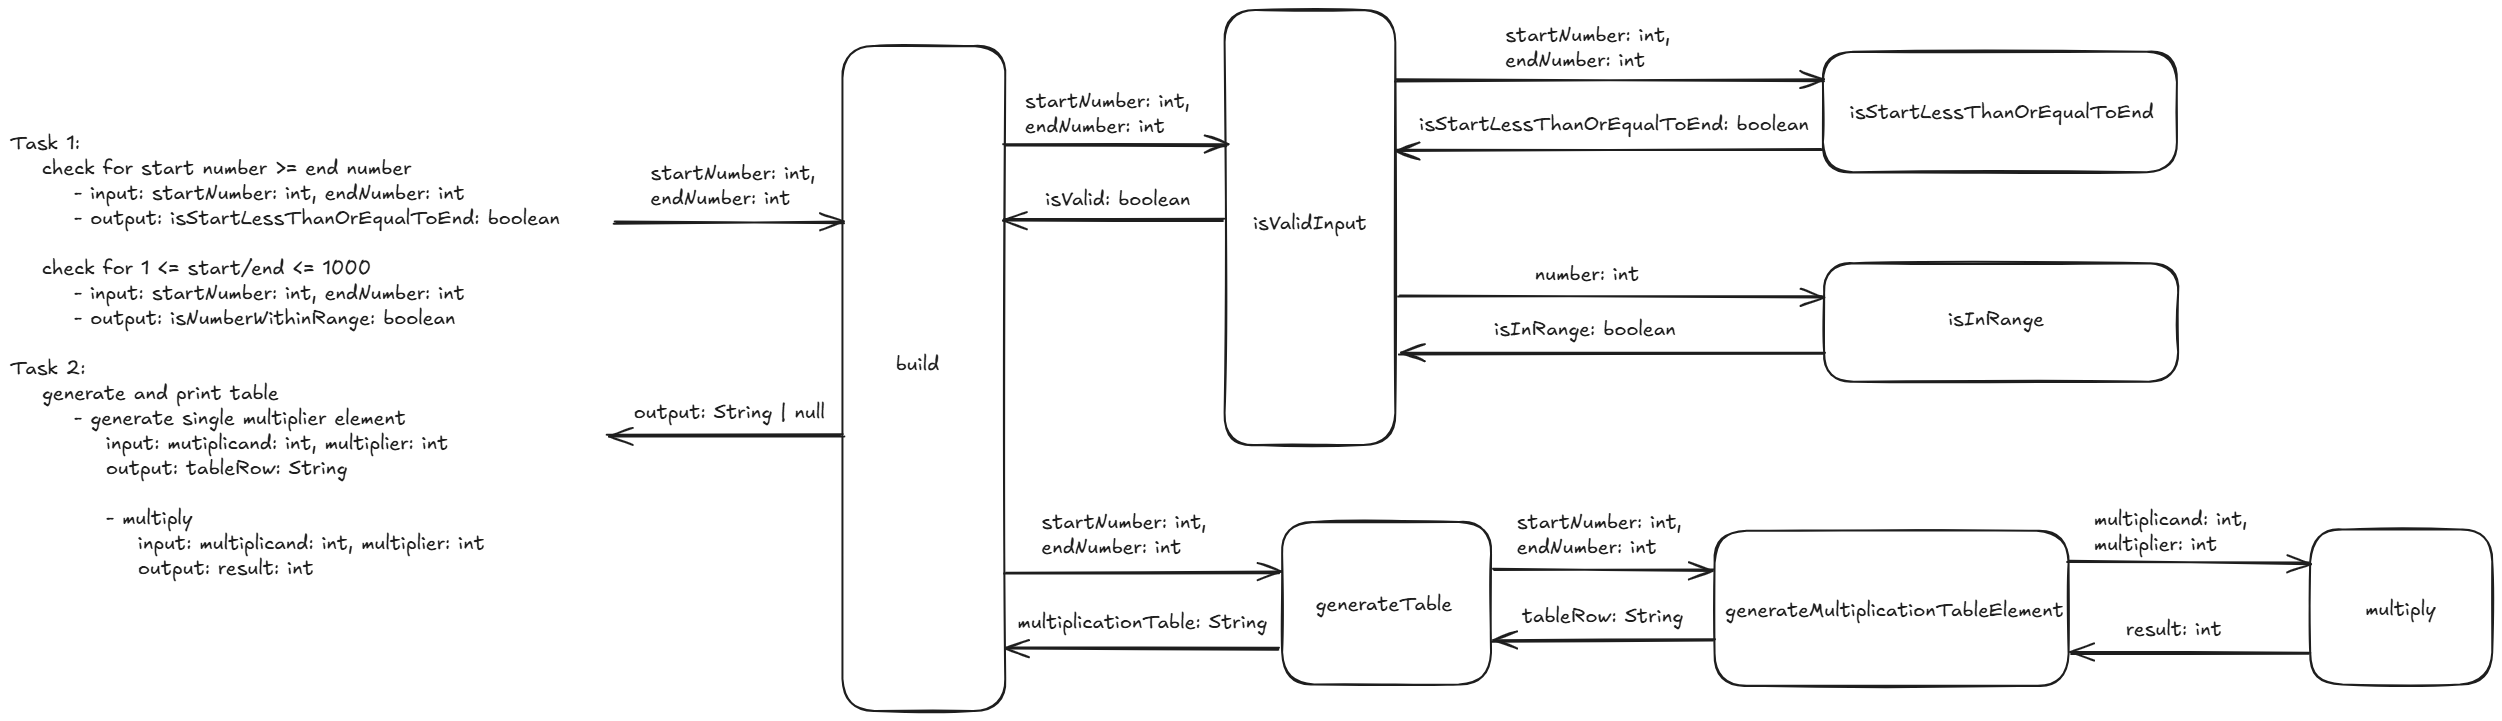 Task 1:
check for start number >= end number
- input: startNumber: int, endNumber: int
- output: isStartLessThanOrEqualToEnd: boolean
check for 1 <= start/end <= 1000
- input: startNumber: int, endNumber: int
- output: isNumberWithinRange: boolean
Task 2:
generate and print table
- generate single multiplier element
input: mutiplicand: int, multiplier: int
output: tableRow: String
- multiply
input: multiplicand: int, multiplier: int
output: result: int
startNumber: int,
endNumber: int
output: String | null
build
startNumber: int,
endNumber: int
isValid: boolean
isValidInput
startNumber: int,
endNumber: int
isStartLessThanOrEqualToEnd: boolean
isStartLessThanOrEqualToEnd
number: int
isInRange: boolean
isInRange
startNumber: int,
endNumber: int
multiplicationTable: String
generateTable
startNumber: int,
endNumber: int
tableRow: String
generateMultiplicationTableElement
multiplicand: int,
multiplier: int
result: int
multiply